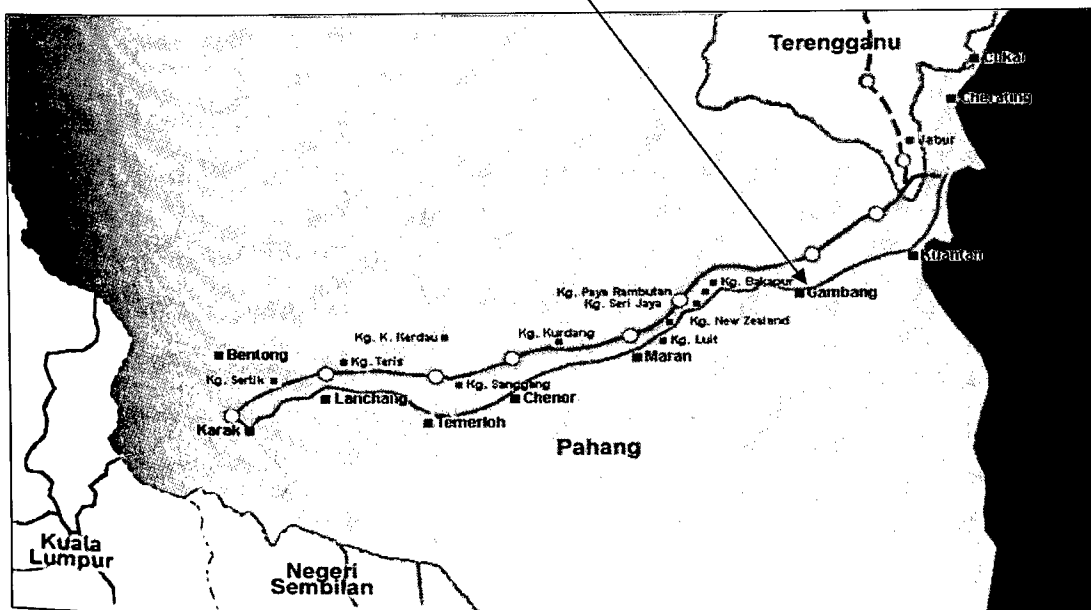 Terengganu
Cukai
Cherating
Jabur
Kuantan
Kg. Bakapur
Kg. Paya Rambutan
Gambang
Kg. Seri Jaya
Kg. New Zealand
Kg. Kurdang
Kg. K. Kerdau
Kg. Luit
Bentong
Maran
Kg. Teris
Kg. Sertik
Kg. Sanggang
Lanchang
Chenor
Temerloh
Karak
Pahang
Kuala
Lumpur
Negeri
Sembilan